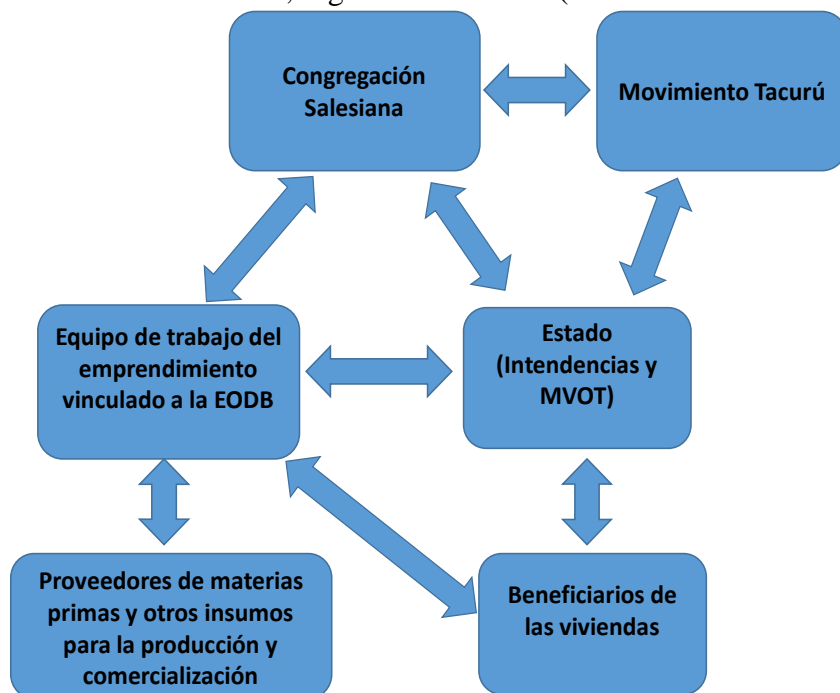 Congregación
Salesiana
Movimiento Tacurú
Equipo de trabajo del
emprendimiento
vinculado a la EODB
Estado
(Intendencias y
MVOT)
Proveedores de materias
primas y otros insumos
para la producción y
comercialización
Beneficiarios de
las viviendas